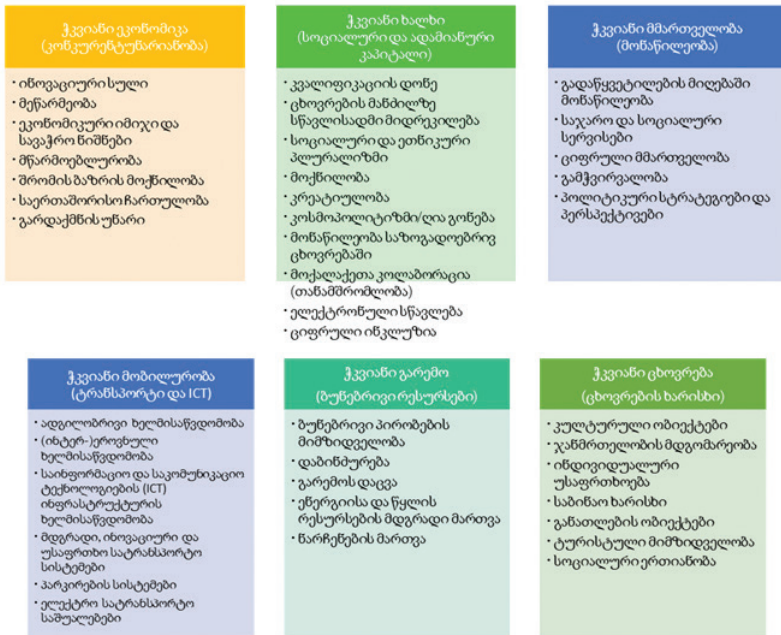 ჭკვიანი ეკონომიკა
(კონკურენტუნარიანობა)
• ინოვაციური სული
• მეწარმეობა
• ეკონომიკური იმიჯი და
სავაჭრო ნიშნები
• მწარმოებლურობა
• შრომის ბაზრის მოქნილობა
• საერთაშორისო ჩართულობა
• გარდაქმნის უნარი
ჭკვიანი ხალხი
(სოციალური და ადამიანური
კაპიტალი)
• კვალიფიკაციის დონე
• ცხოვრების მანძილზე
სწავლისადმი მიდრეკილება
• სოციალური და ეთნიკური
პლურალიზმი
• მოქნილობა
• კრეატიულობა
• კოსმოპოლიტიზმი/ღია გონება
• მონაწილეობა საზოგადოებრივ
ცხოვრებაში
• მოქალაქეთა კოლაბორაცია
(თანამშრომლობა)
• ელექტრონული სწავლება
• ციფრული ინკლუზია
ჭკვიანი მმართველობა
(მონაწილეობა)
• გადაწყვეტილების მიღებაში
მონაწილეობა
• საჯარო და სოციალური
სერვისები
• ციფრული მმართველობა
• გამჭვირვალობა
• პოლიტიკური სტრატეგიები და
პერსპექტივები
ჭკვიანი მობილურობა
(ტრანსპორტი და ICT)
• ადგილობრივი ხელმისაწვდომობა
• (ინტერ-)ეროვნული
ხელმისაწვდომობა
• საინფორმაციო და საკომუნიკაციო
ტექნოლოგიების (ICT)
ინფრასტრუქტურის
ხელმისაწვდომობა
• მდგრადი, ინოვაციური და
უსაფრთხო სატრანსპორტო
სისტემები
• პარკირების სისტემები
• ელექტრო სატრანსპორტო
საშუალებები
ჭკვიანი გარემო
(ბუნებრივი რესურსები)
• ბუნებრივი პირობების
მიმზიდველობა
• დაბინძურება
• გარემოს დაცვა
• ენერგიისა და წყლის
რესურსების მდგრადი მართვა
• ნარჩენების მართვა
ჭკვიანი ცხოვრება
(ცხოვრების ხარისხი)
• კულტურული ობიექტები
• ჯანმრთელობის მდგომარეობა
• ინდივიდუალური
უსაფრთხოება
• საბინაო ხარისხი
• განათლების ობიექტები
• ტურისტული მიმზიდველობა
• სოციალური ერთიანობა